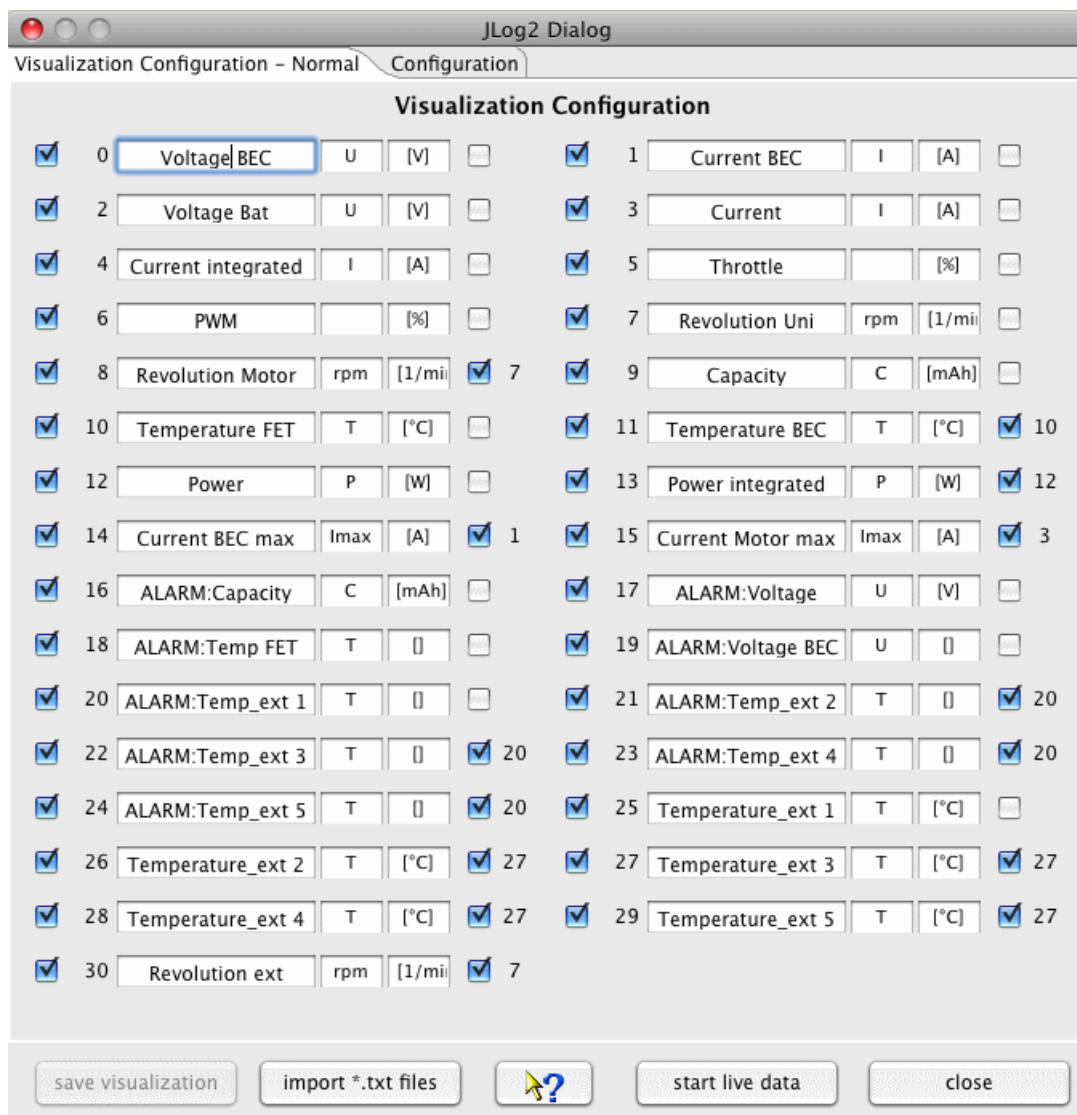 JLog2 Dialog
Visualization Configuration – Normal Configuration
Visualization Configuration
0 Voltage BEC U [V] 1 Current BEC I [A]
2 Voltage Bat U [V] 3 Current I [A]
4 Current integrated I [A] 5 Throttle [%]
6 PWM [%] 7 Revolution Uni rpm [1/mi
8 Revolution Motor rpm [1/mi 7 9 Capacity C [mAh]
10 Temperature FET T [°C] 11 Temperature BEC T [°C] 10
12 Power P [W] 13 Power integrated P [W] 12
14 Current BEC max Imax [A] 1 15 Current Motor max Imax [A] 3
16 ALARM:Capacity C [mAh] 17 ALARM:Voltage U [V]
18 ALARM:Temp FET T [] 19 ALARM:Voltage BEC U []
20 ALARM:Temp_ext 1 T [] 21 ALARM:Temp_ext 2 T [] 20
22 ALARM:Temp_ext 3 T [] 20 23 ALARM:Temp_ext 4 T [] 20
24 ALARM:Temp_ext 5 T [] 20 25 Temperature_ext 1 T [°C]
26 Temperature_ext 2 T [°C] 27 27 Temperature_ext 3 T [°C] 27
28 Temperature_ext 4 T [°C] 27 29 Temperature_ext 5 T [°C] 27
30 Revolution ext rpm [1/mi 7
save visualization import *.txt files ? start live data close